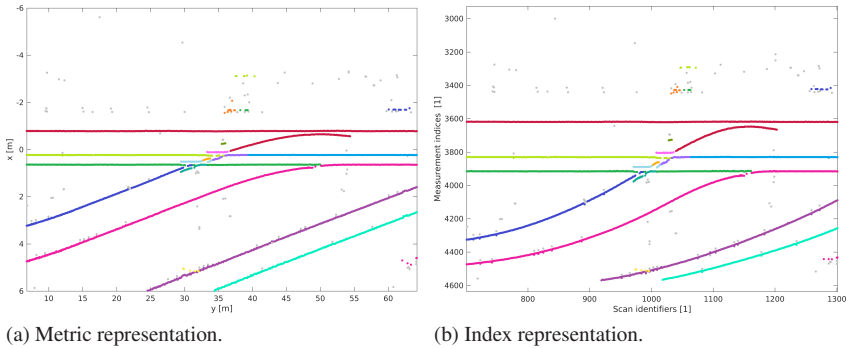 -6
-4
-2
0
2
4
6
x [m]
10 15 20 25 30 35 40 45 50 55 60
y [m]
3000
3200
3400
3600
3800
4000
4200
4400
4600
Measurement indices [1]
800 900 1000 1100 1200 1300
Scan identifiers [1]
(a) Metric representation.
(b) Index representation.